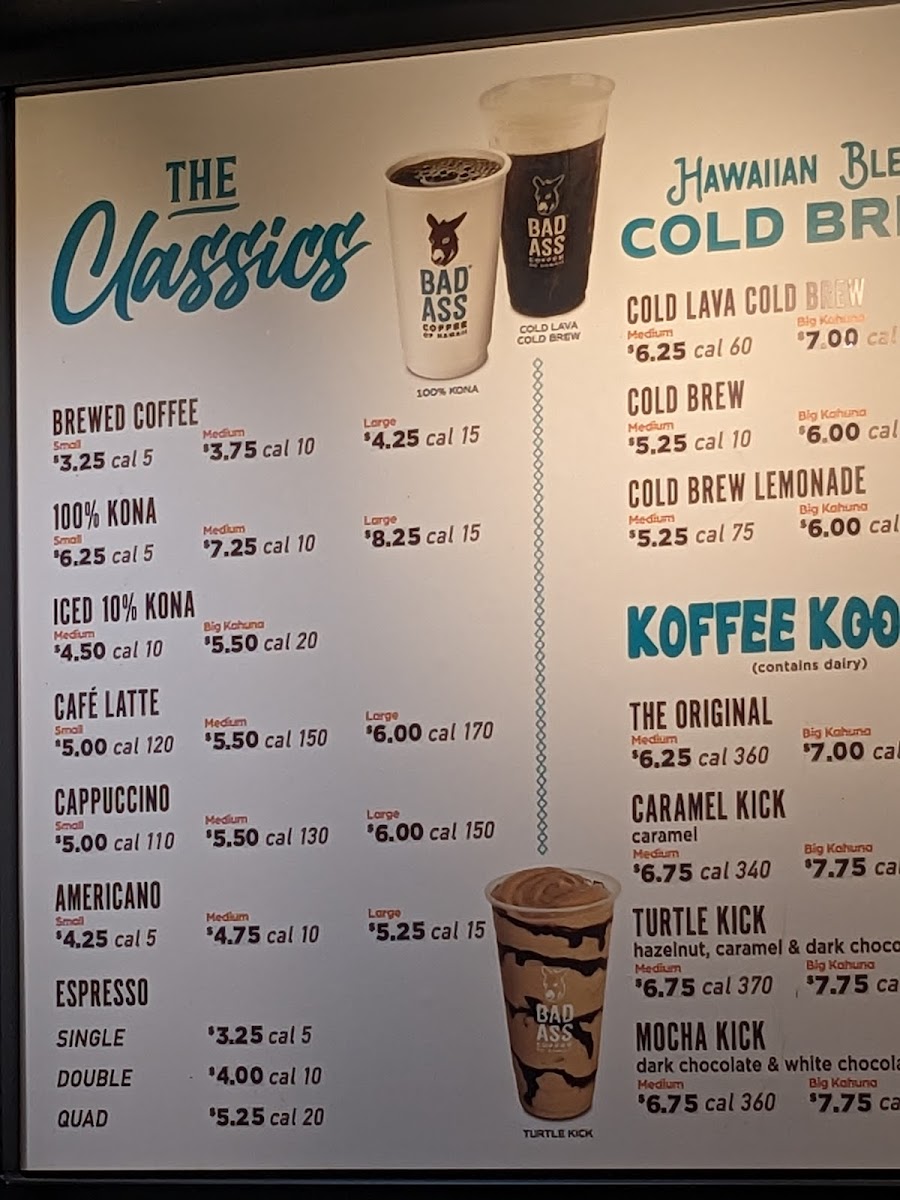 THE
Classics
BAD
ASS
COFFEE
OF HAWAII
100% KONA
BAD
ASS
COFFEE
OF HAWAII
COLD LAVA
COLD BREW
BREWED COFFEE
Small Medium Large
$3.25 cal 5 $3.75 cal 10 $4.25 cal 15
100% KONA
Small Medium Large
$6.25 cal 5 $7.25 cal 10 $8.25 cal 15
ICED 10% KONA
Medium Big Kahuna
$4.50 cal 10 $5.50 cal 20
CAFÉ LATTE
Small Medium Large
$5.00 cal 120 $5.50 cal 150 $6.00 cal 170
CAPPUCCINO
Small Medium Large
$5.00 cal 110 $5.50 cal 130 $6.00 cal 150
AMERICANO
Small Medium Large
$4.25 cal 5 $4.75 cal 10 $5.25 cal 15
ESPRESSO
SINGLE $3.25 cal 5
DOUBLE $4.00 cal 10
QUAD $5.25 cal 20
BAD
ASS
TURTLE KICK
HAWAIIAN
COLD
COLD LAVA COLD BREW
Medium Big Kahuna
$6.25 cal 60 $7.00 cal
COLD BREW
Medium Big Kahuna
$5.25 cal 10 $6.00 cal
COLD BREW LEMONADE
Medium Big Kahuna
$5.25 cal 75 $6.00 cal
KOFFEE
(contains dairy)
THE ORIGINAL
Medium Big Kahuna
$6.25 cal 360 $7.00 cal
CARAMEL KICK
caramel
Medium Big Kahuna
$6.75 cal 340 $7.75
TURTLE KICK
hazelnut, caramel & dark
Medium Big Kahuna
$6.75 cal 370 $7.75
MOCHA KICK
dark chocolate & white
Medium Big Kahuna
$6.75 cal 360 $7.75